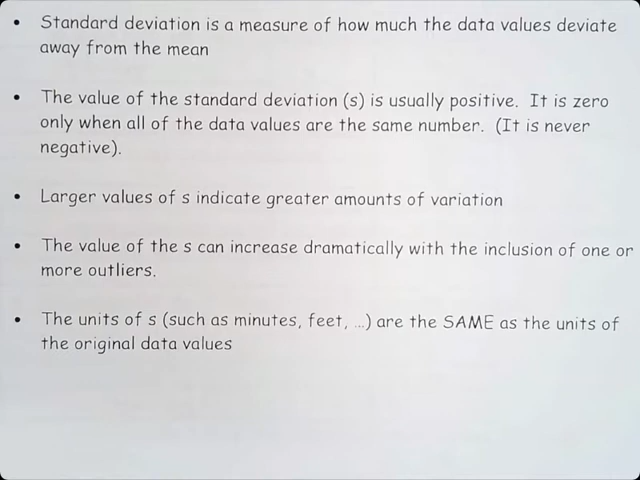 • Standard deviation is a measure of how much the data values deviate
away from the mean
• The value of the standard deviation (s) is usually positive. It is zero
only when all of the data values are the same number. (It is never
negative).
• Larger values of s indicate greater amounts of variation
• The value of the s can increase dramatically with the inclusion of one or
more outliers.
• The units of s (such as minutes, feet, ...) are the SAME as the units of
the original data values